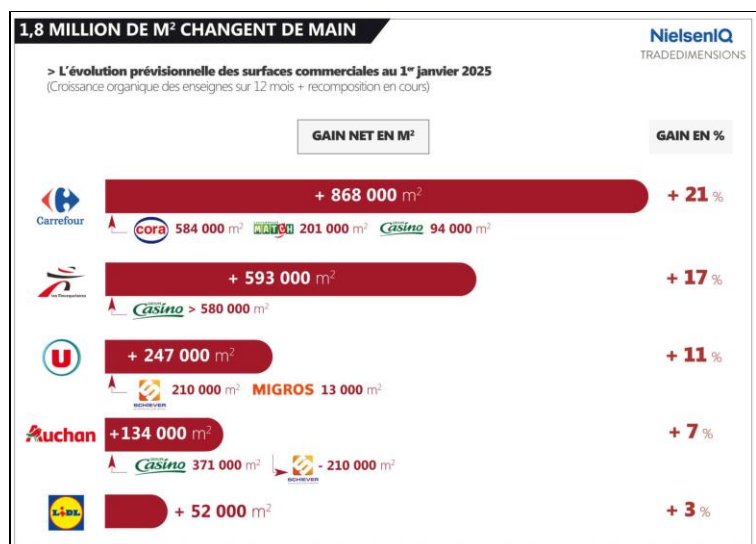 1,8 MILLION DE M² CHANGENT DE MAIN
NielsenIQ
TRADEDIMENSIONS
> L'évolution prévisionnelle des surfaces commerciales au 1er janvier 2025
(Croissance organique des enseignes sur 12 mois + recomposition en cours)
GAIN NET EN M²
GAIN EN %
Carrefour
+ 868 000 m²
+ 21 %
cora 584 000 m² MATCH 201 000 m² Casino 94 000 m²
Les Mousquetaires
+ 593 000 m²
+ 17 %
Casino > 580 000 m²
U
+ 247 000 m²
+ 11 %
SCHIEVER 210 000 m² MIGROS 13 000 m²
Auchan
+134 000 m²
+ 7 %
Casino 371 000 m² SCHIEVER - 210 000 m²
LIDL
+ 52 000 m²
+ 3 %